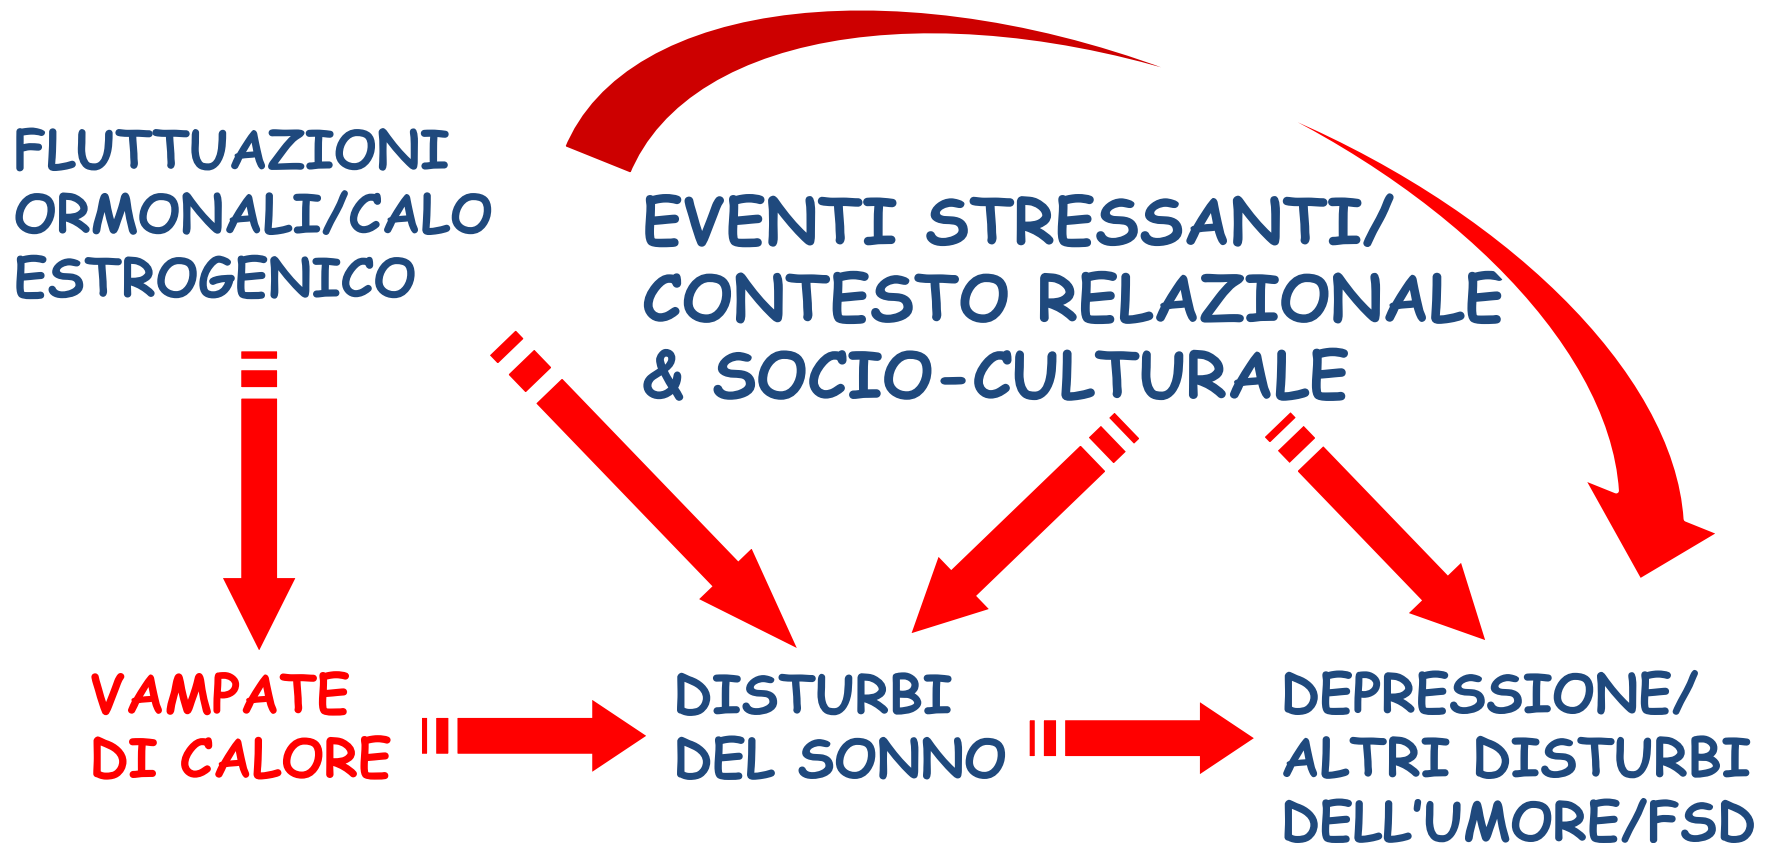 FLUTTUAZIONI
ORMONALI/CALO
ESTROGENICO
EVENTI STRESSANTI/
CONTESTO RELAZIONALE
& SOCIO-CULTURALE
VAMPATE
DI CALORE
DISTURBI
DEL SONNO
DEPRESSIONE/
ALTRI DISTURBI
DELL'UMORE/FSD